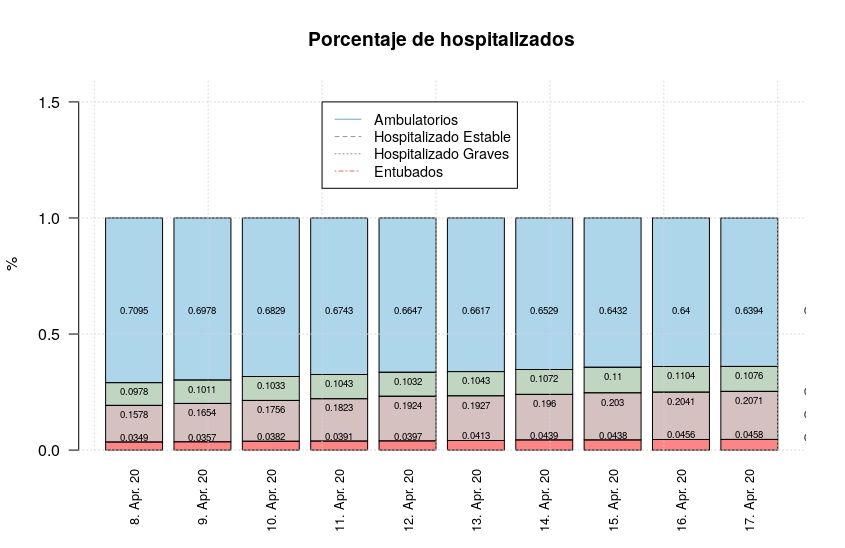 Porcentaje de hospitalizados
%
1.5
1.0
0.5
0.0
Ambulatorios
Hospitalizado Estable
Hospitalizado Graves
Entubados
0.7095 0.6978 0.6829 0.6743 0.6647 0.6617 0.6529 0.6432 0.64 0.6394
0.0978 0.1011 0.1033 0.1043 0.1032 0.1043 0.1072 0.11 0.1104 0.1076
0.1578 0.1654 0.1756 0.1823 0.1924 0.1927 0.196 0.203 0.2041 0.2071
0.0349 0.0357 0.0382 0.0391 0.0397 0.0413 0.0439 0.0438 0.0456 0.0458
8. Apr. 20
9. Apr. 20
10. Apr. 20
11. Apr. 20
12. Apr. 20
13. Apr. 20
14. Apr. 20
15. Apr. 20
16. Apr. 20
17. Apr. 20